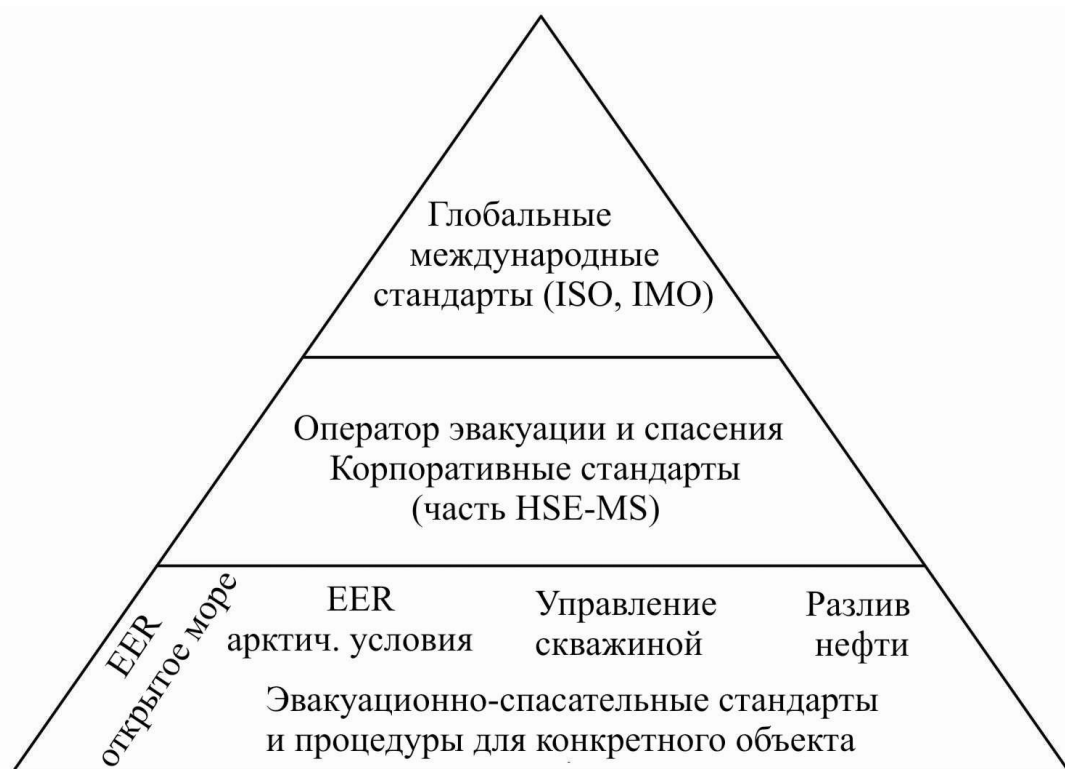 Глобальные
международные
стандарты (ISO, IMO)
Оператор эвакуации и спасения
Корпоративные стандарты
(часть HSE-MS)
EER
открытое море
EER
арктич. условия
Управление
скважиной
Разлив
нефти
Эвакуационно-спасательные стандарты
и процедуры для конкретного объекта